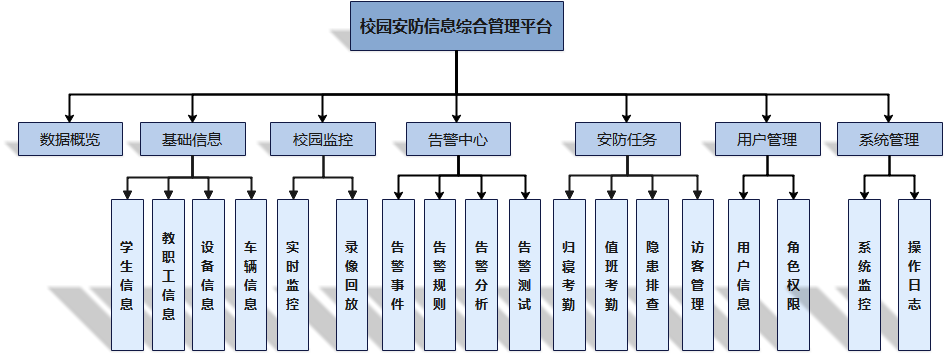 校园安防信息综合管理平台
数据概览
基础信息
校园监控
告警中心
安防任务
用户管理
系统管理
学生信息
教职工信息
设备信息
车辆信息
实时监控
录像回放
告警事件
告警规则
告警分析
告警测试
归寝考勤
值班考勤
隐患排查
访客管理
用户信息
角色权限
系统监控
操作日志